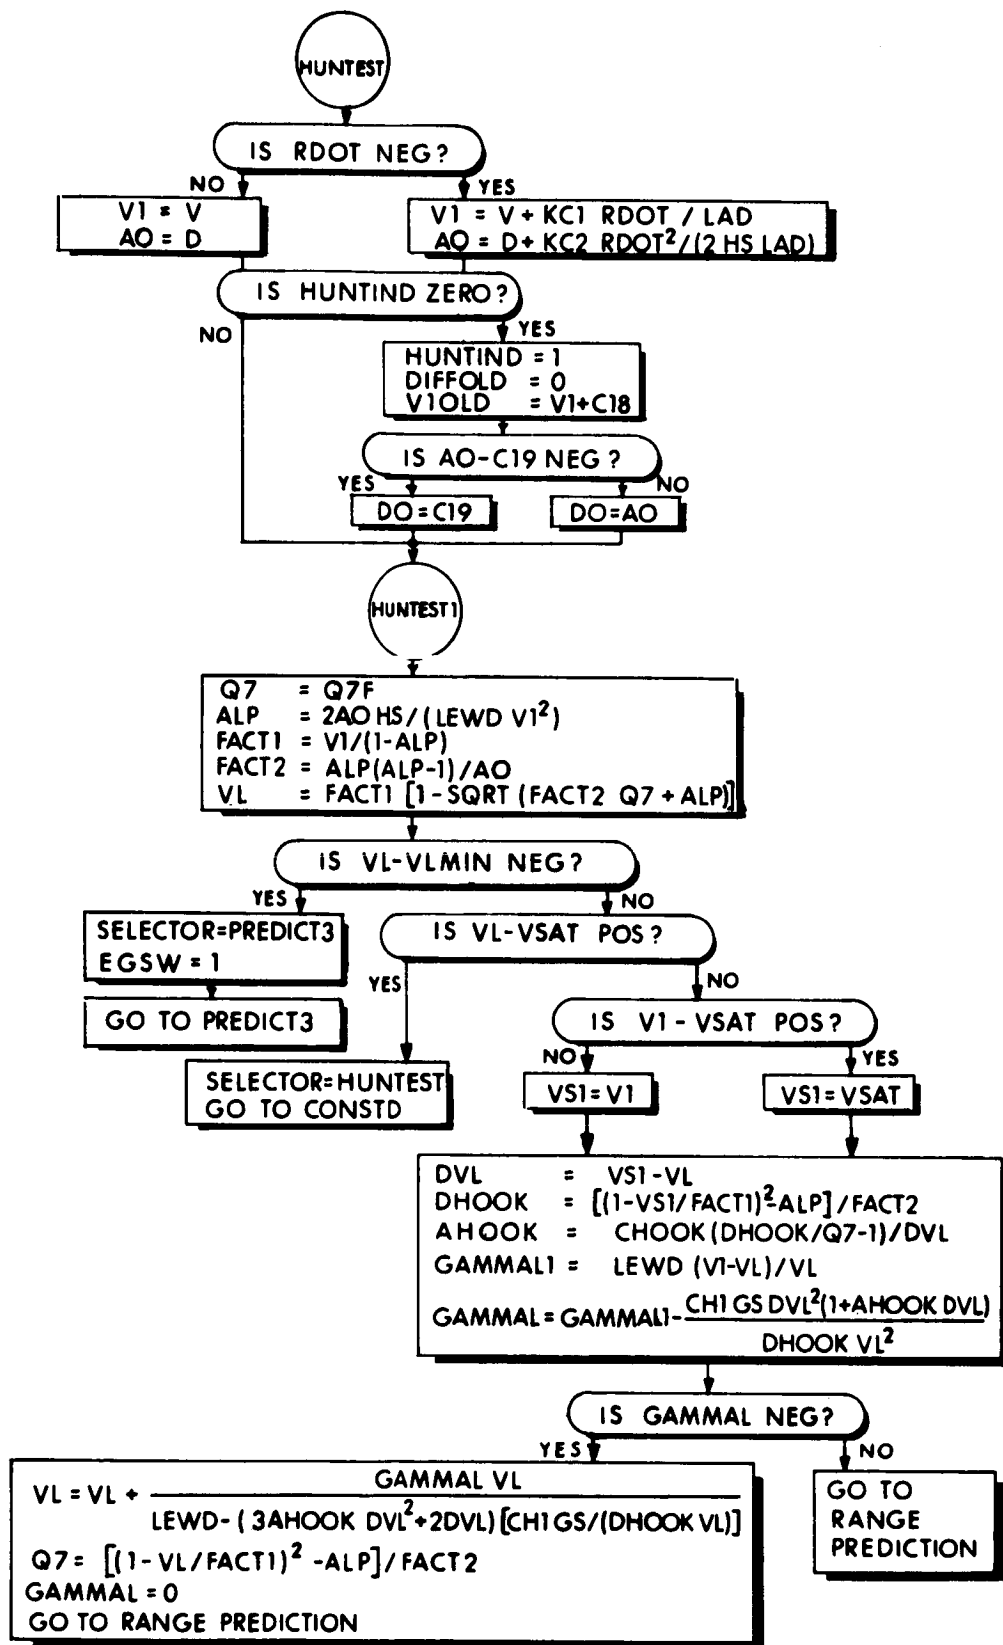 HUNTEST
IS RDOT NEG?
NO
YES
V1 = V
AO = D
V1 = V + KC1 RDOT / LAD
AO = D + KC2 RDOT²/(2 HS LAD)
IS HUNTIND ZERO?
NO
YES
HUNTIND = 1
DIFFOLD = 0
V1OLD = V1+C18
IS AO-C19 NEG?
YES
NO
DO=C19
DO=AO
HUNTEST1
Q7 = Q7F
ALP = 2AO HS/(LEWD V1²)
FACT1 = V1/(1-ALP)
FACT2 = ALP(ALP-1)/AO
VL = FACT1 [1-SQRT (FACT2 Q7 + ALP)]
IS VL-VLMIN NEG?
YES
NO
SELECTOR=PREDICT3
EGSW = 1
IS VL-VSAT POS?
YES
NO
GO TO PREDICT3
IS V1-VSAT POS?
NO
YES
SELECTOR=HUNTEST
GO TO CONSTD
VS1=V1
VS1=VSAT
DVL = VS1-VL
DHOOK = [(1-VS1/FACT1)²-ALP]/FACT2
AHOOK = CHOOK(DHOOK/Q7-1)/DVL
GAMMAL1 = LEWD (V1-VL)/VL
GAMMAL = GAMMAL1- CH1 GS DVL²(1+AHOOK DVL)
DHOOK VL²
IS GAMMAL NEG?
YES
NO
VL = VL + GAMMAL VL
LEWD-(3AHOOK DVL²+2DVL)[CH1 GS/(DHOOK VL)]
Q7= [(1-VL/FACT1)² -ALP]/FACT2
GAMMAL = 0
GO TO RANGE PREDICTION
GO TO
RANGE
PREDICTION